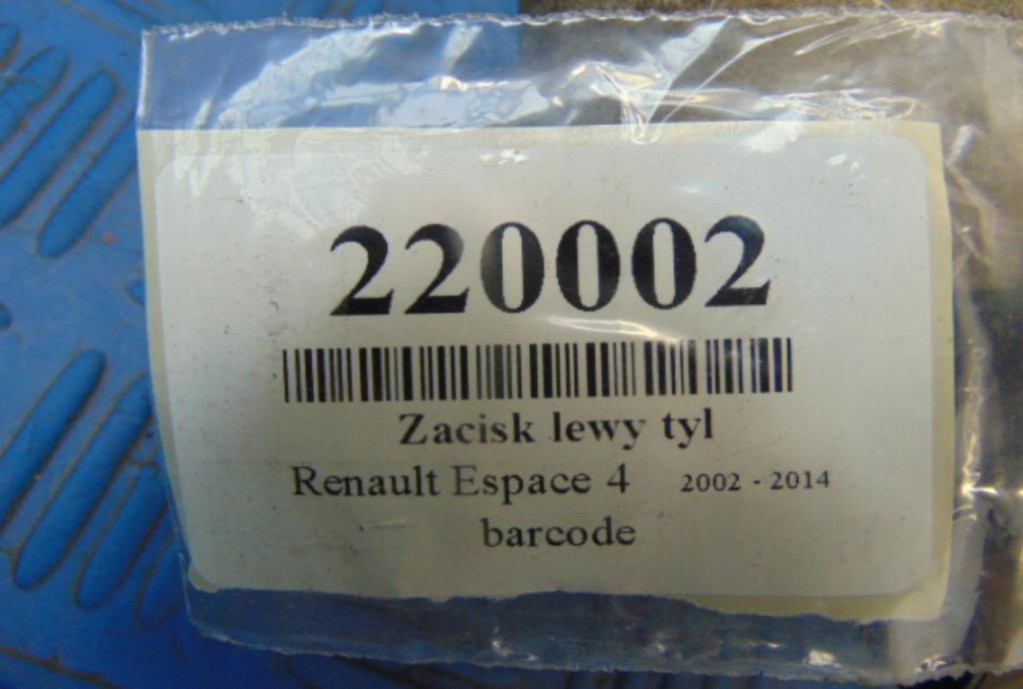 220002
Zacisk lewy tyl
Renault Espace 4 2002 - 2014
barcode